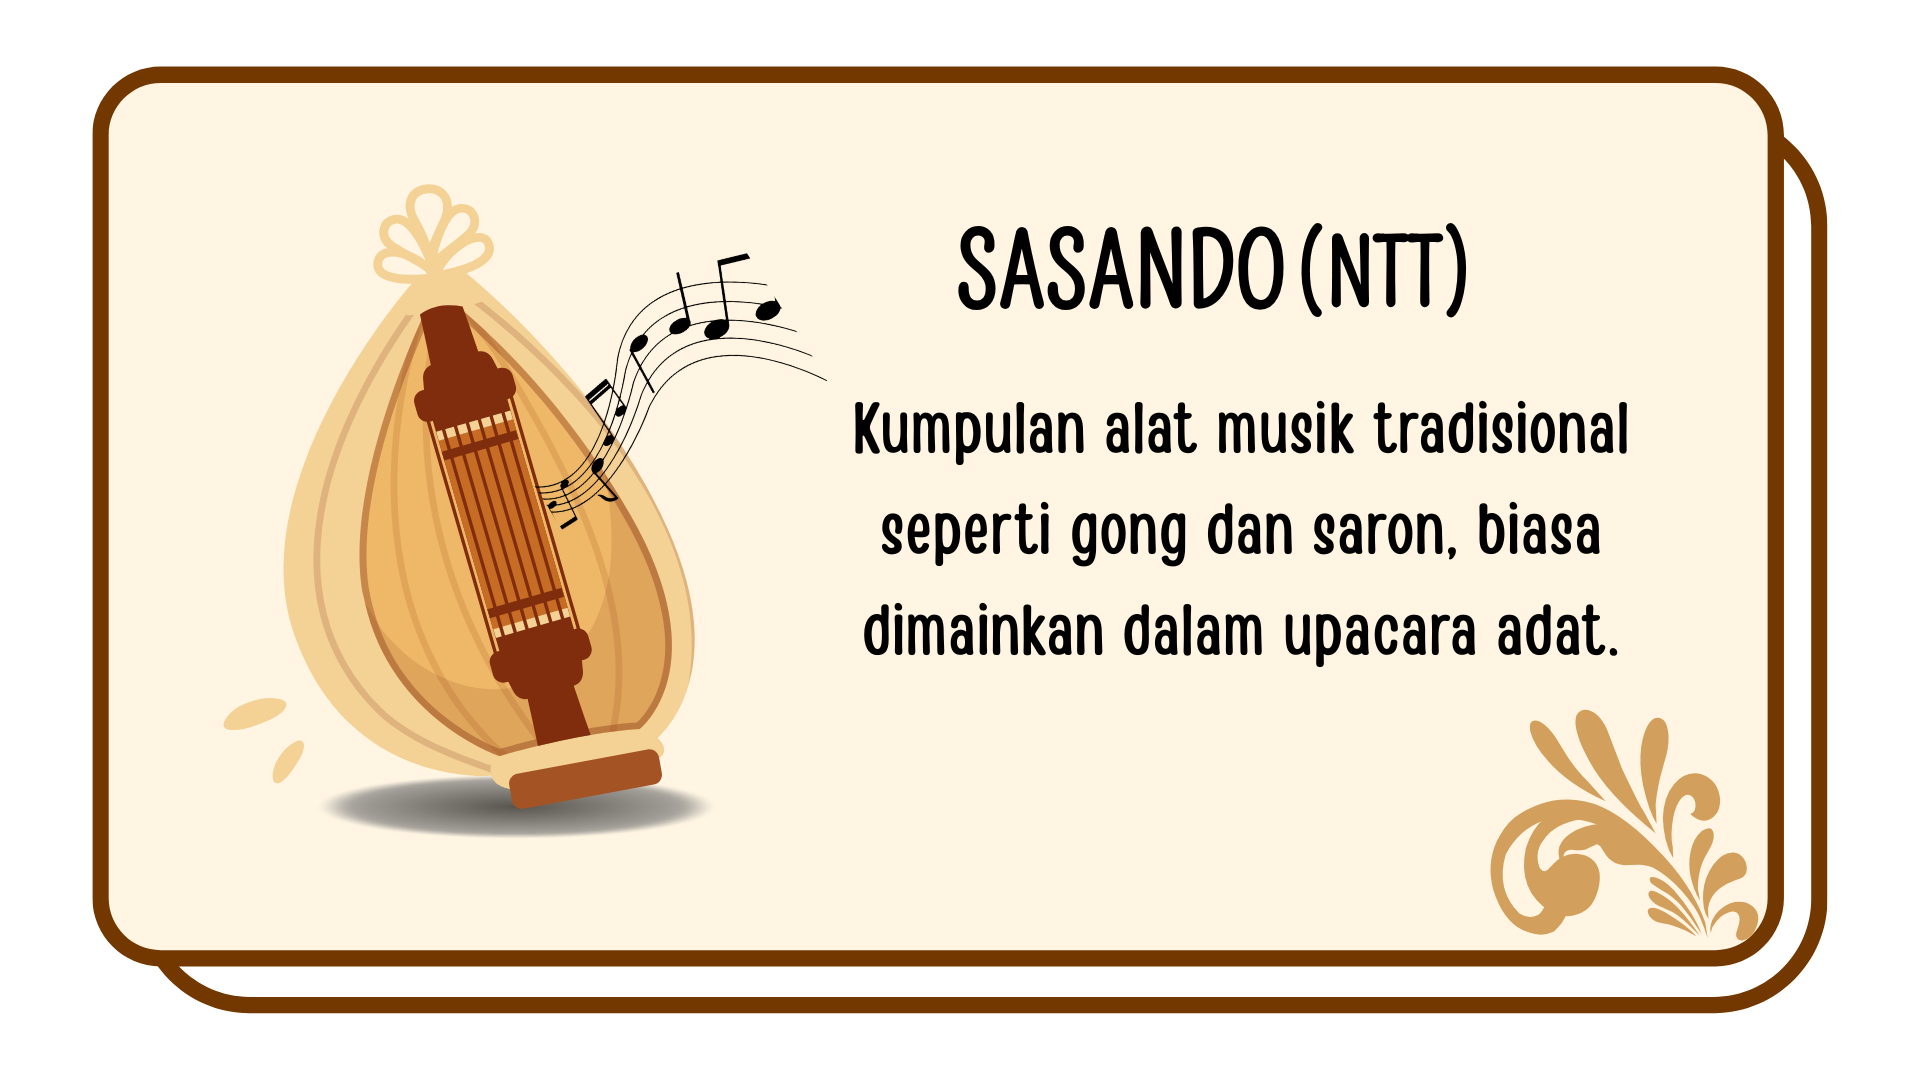 SASANDO (NTT)
Kumpulan alat musik tradisional
seperti gong dan saron, biasa
dimainkan dalam upacara adat.